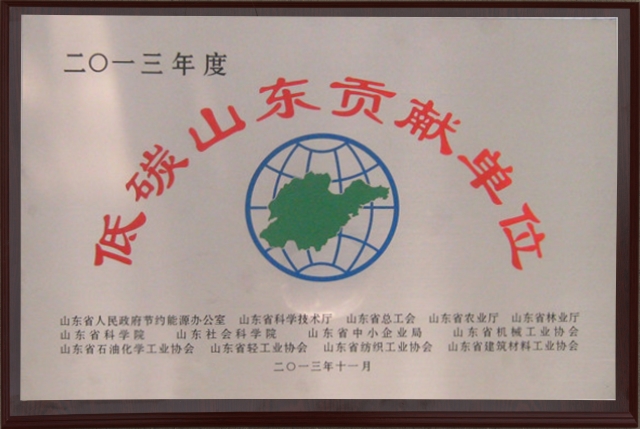 二〇一三年度
低碳山东贡献单位
山东省人民政府节约能源办公室 山东省科学技术厅 山东省总工会 山东省农业厅 山东省林业厅
山东省科学院 山东社会科学院 山东省中小企业局 山东省机械工业协会
山东省石油化学工业协会 山东省轻工业协会 山东省纺织工业协会 山东省建筑材料工业协会
二〇一三年十一月